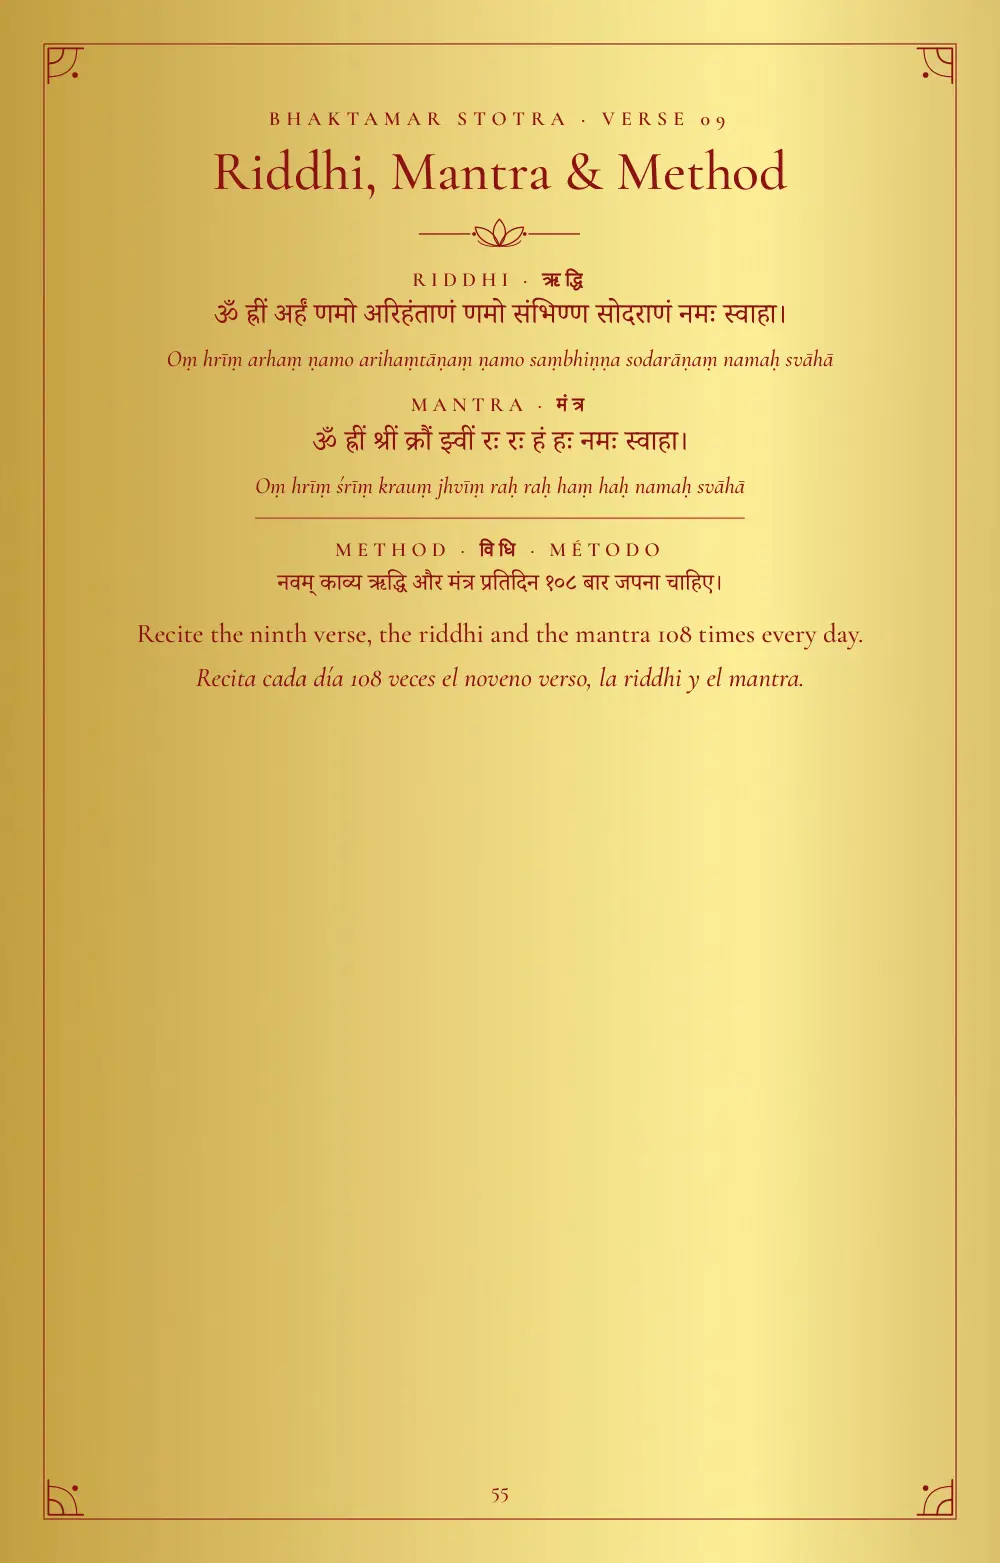 BHAKTAMAR STOTRA · VERSE 09
Riddhi, Mantra & Method
RIDDHI · ऋद्धि
ॐ ह्रीं अर्हं णमो अरिहंताणं णमो संभिण्ण सोदराणं नमः स्वाहा।
Oṃ hrīṃ arhaṃ ṇamo arihaṃtāṇaṃ ṇamo saṃbhiṇṇa sodarāṇaṃ namaḥ svāhā
MANTRA · मंत्र
ॐ ह्रीं श्रीं क्रौं झ्वीं रः रः हं हः नमः स्वाहा।
Oṃ hrīṃ śrīṃ krauṃ jhvīṃ raḥ raḥ haṃ haḥ namaḥ svāhā
METHOD · विधि · MÉTODO
नवम् काव्य ऋद्धि और मंत्र प्रतिदिन १०८ बार जपना चाहिए।
Recite the ninth verse, the riddhi and the mantra 108 times every day.
Recita cada día 108 veces el noveno verso, la riddhi y el mantra.
55